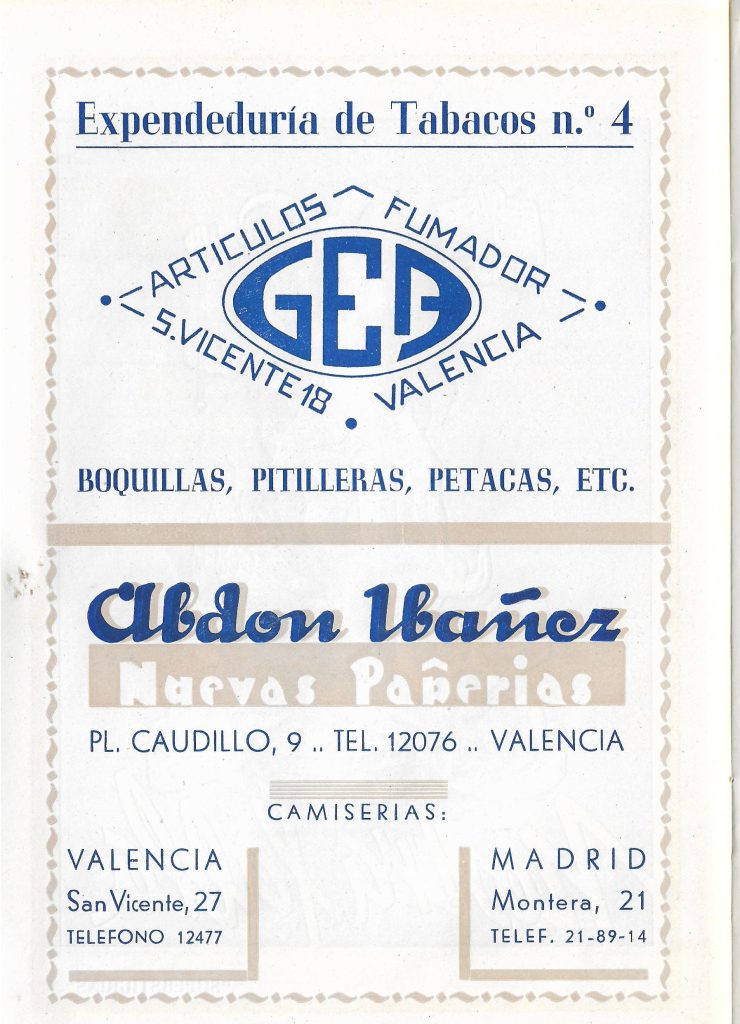 Expendeduría de Tabacos n.º 4
ARTICULOS FUMADOR
GEA
S. VICENTE 18 VALENCIA
BOQUILLAS, PITILLERAS, PETACAS, ETC.
Abdon Ibañez
Nuevas Pañerias
PL. CAUDILLO, 9 .. TEL. 12076 .. VALENCIA
CAMISERIAS:
VALENCIA
San Vicente, 27
TELEFONO 12477
MADRID
Montera, 21
TELEF. 21-89-14